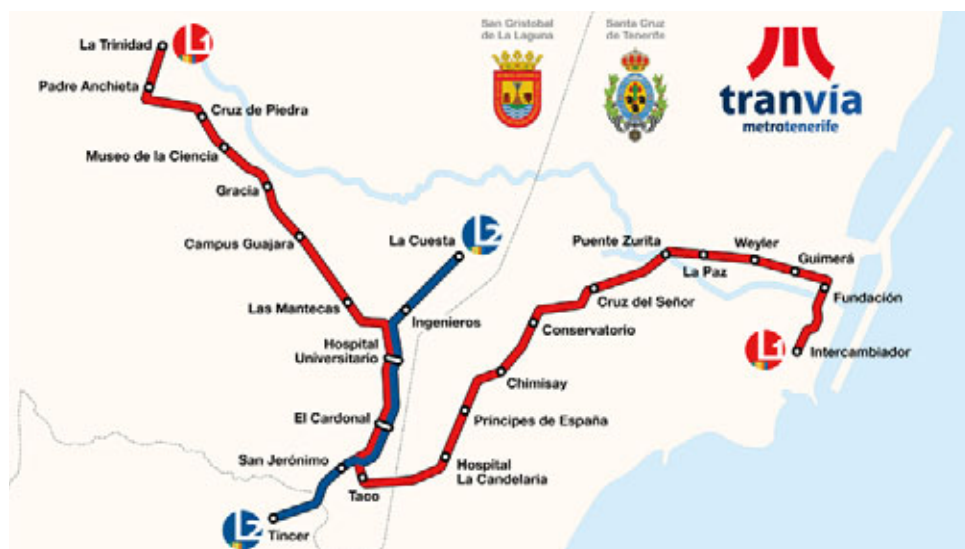 San Cristobal
De La Laguna
Santa Cruz
de Tenerife
tranvía
metrotenerife
La Trinidad
L1
Padre Anchieta
Cruz de Piedra
Museo de la Ciencia
Gracia
Campus Guajara
Las Mantecas
La Cuesta
L2
Ingenieros
Hospital
Universitario
El Cardonal
San Jerónimo
L2
Tincer
Taco
Hospital
La Candelaria
Príncipes de España
Chimisay
Conservatorio
Cruz del Señor
Puente Zurita
La Paz
Weyler
Guimerá
Fundación
L1
Intercambiador